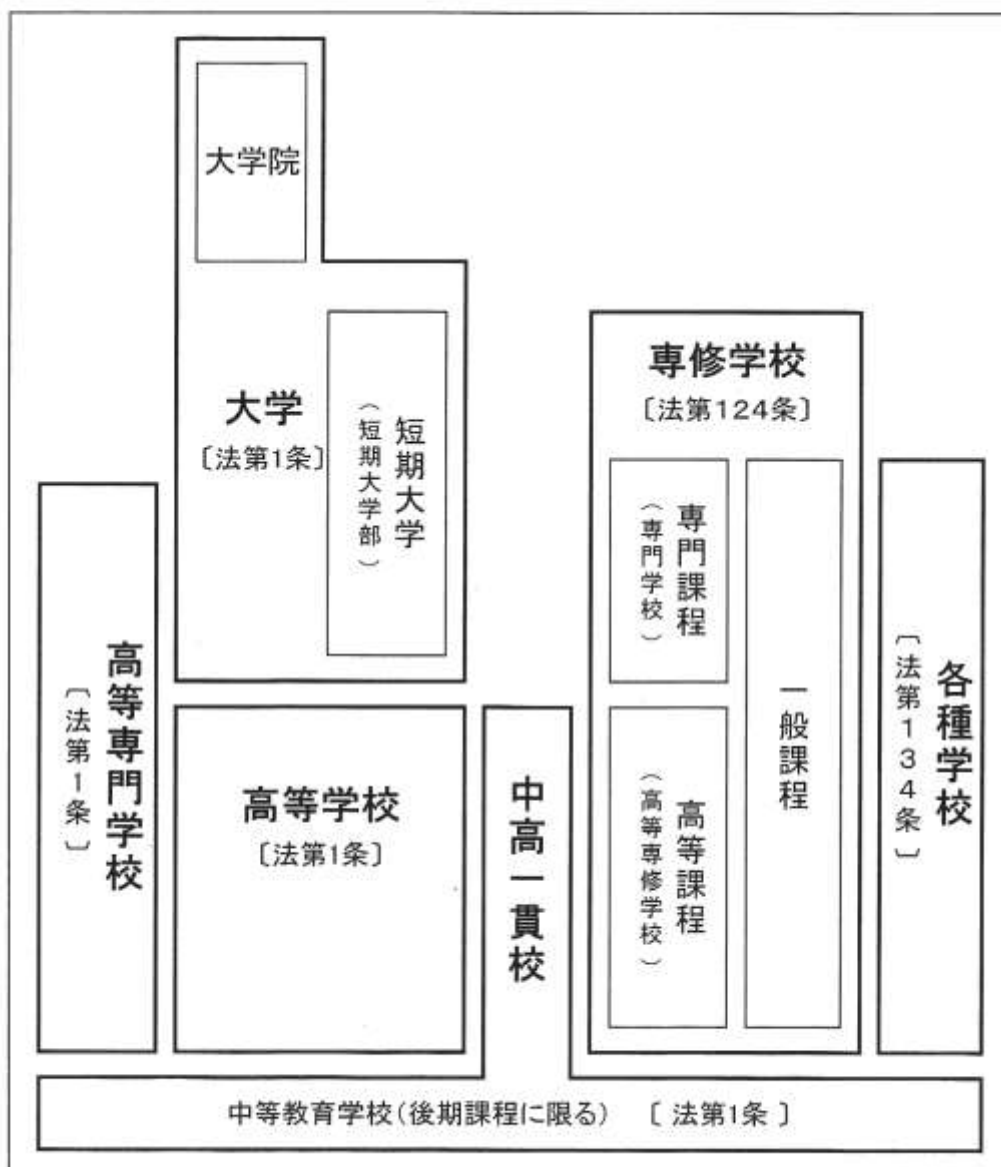 大学院
大学
〔法第1条〕
短期大学
（短期大学部）
専修学校
〔法第124条〕
専門課程
（専門学校）
一般課程
高等課程
（高等専修学校）
各種学校
〔法第134条〕
高等専門学校
〔法第1条〕
高等学校
〔法第1条〕
中高一貫校
中等教育学校（後期課程に限る）　〔 法第1条 〕